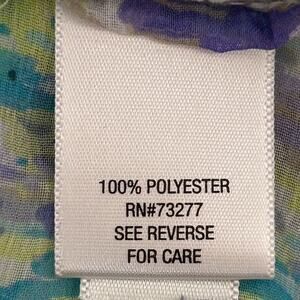 100% POLYESTER
RN#73277
SEE REVERSE
FOR CARE